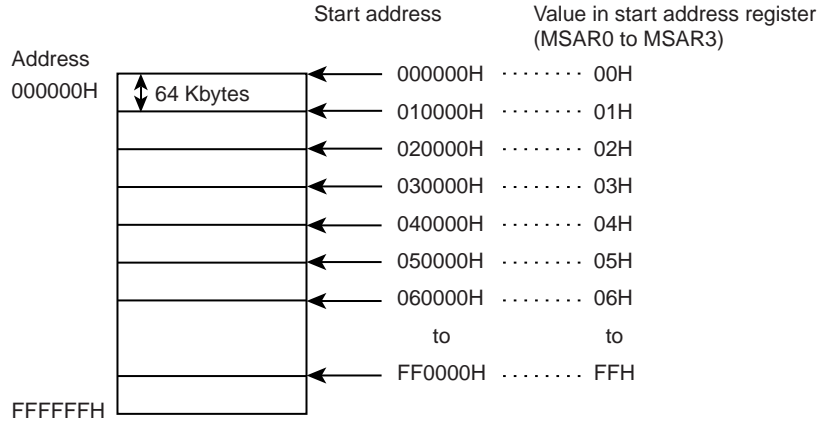 Start address Value in start address register
(MSAR0 to MSAR3)
Address
000000H
64 Kbytes
000000H ········ 00H
010000H ········ 01H
020000H ········ 02H
030000H ········ 03H
040000H ········ 04H
050000H ········ 05H
060000H ········ 06H
to to
FF0000H ········ FFH
FFFFFFH